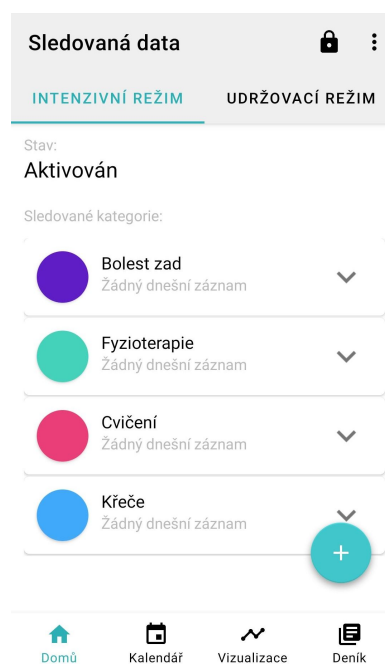 Sledovaná data
INTENZIVNÍ REŽIM UDRŽOVACÍ REŽIM
Stav:
Aktivován
Sledované kategorie:
Bolest zad
Žádný dnešní záznam
Fyzioterapie
Žádný dnešní záznam
Cvičení
Žádný dnešní záznam
Křeče
Žádný dnešní záznam
Domů Kalendář Vizualizace Deník